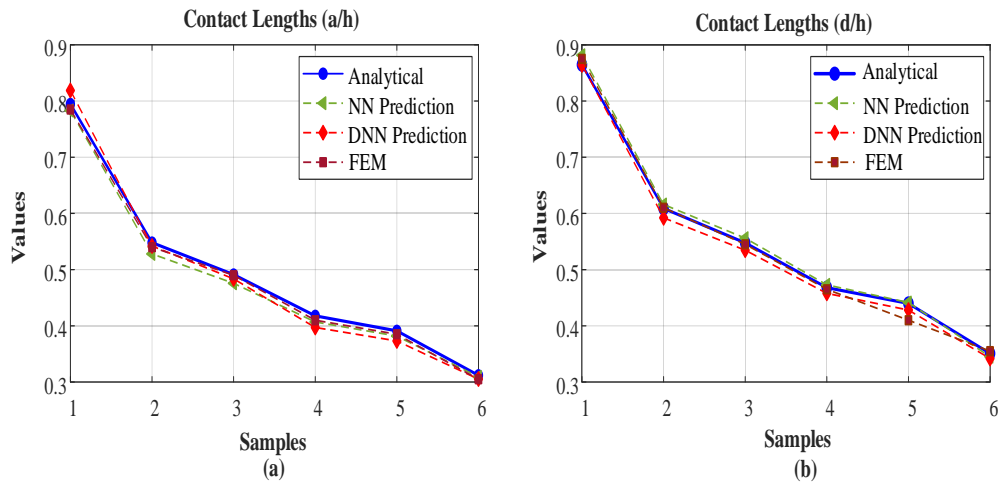 Contact Lengths (a/h)
0.9
0.8
0.7
0.6
0.5
0.4
0.3
Values
1 2 3 4 5 6
Samples
(a)
Analytical
NN Prediction
DNN Prediction
FEM
Contact Lengths (d/h)
0.9
0.8
0.7
0.6
0.5
0.4
0.3
Values
1 2 3 4 5 6
Samples
(b)
Analytical
NN Prediction
DNN Prediction
FEM